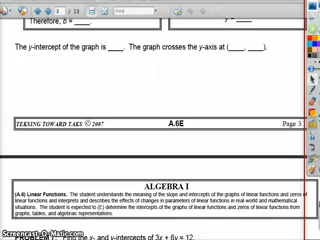 3 / 13 Find
Therefore, b = ____.
The y-intercept of the graph is ____. The graph crosses the y-axis at (____, ____).
TEKSING TOWARD TAKS © 2007 A.6E Page 3
ALGEBRA I
(A.6) Linear Functions. The student understands the meaning of the slope and intercepts of the graphs of linear functions and zeros of
linear functions and interprets and describes the effects of changes in parameters of linear functions in real-world and mathematical
situations. The student is expected to (E) determine the intercepts of the graphs of linear functions and zeros of linear functions from
graphs, tables, and algebraic representations.
PROBLEM 1: Find the x- and y-intercepts of 3x + 6y = 12.
Screencast-O-Matic.com